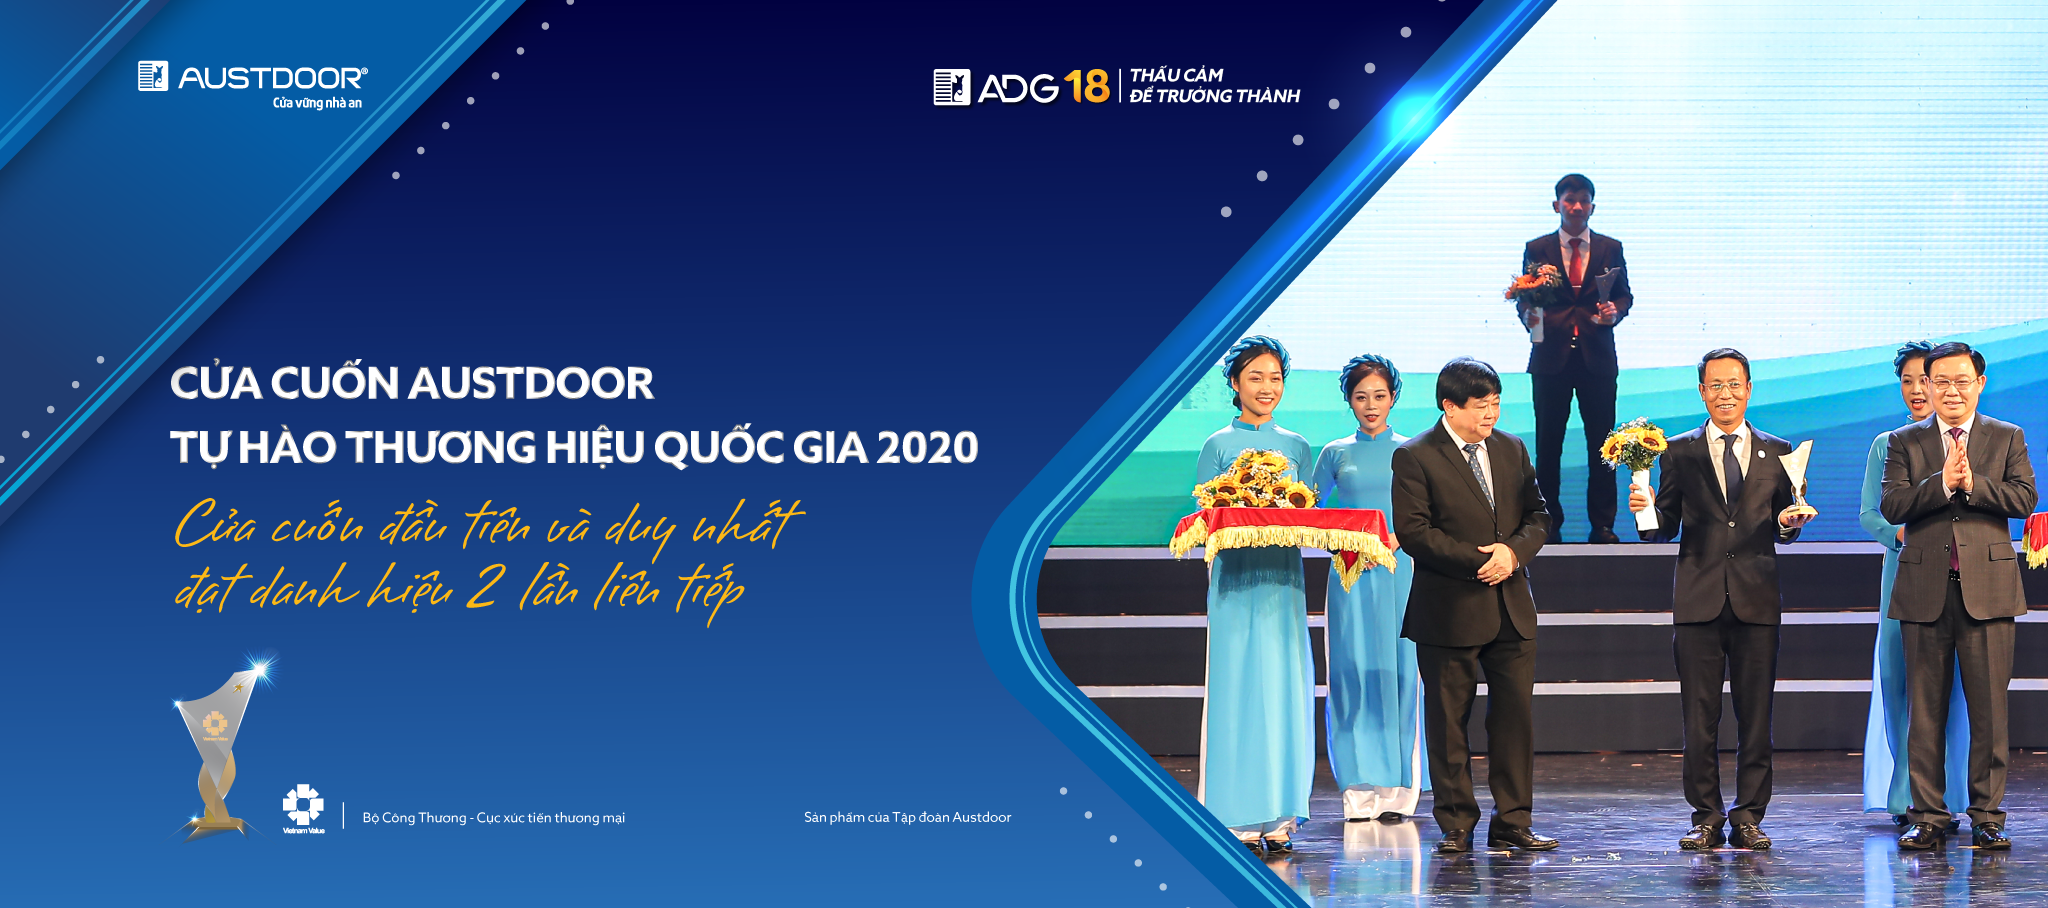 AUSTDOOR®
Cửa vững nhà an
ADG 18 | THẤU CẢM
ĐỂ TRƯỞNG THÀNH
CỬA CUỐN AUSTDOOR
TỰ HÀO THƯƠNG HIỆU QUỐC GIA 2020
Cửa cuốn đầu tiên và duy nhất
đạt danh hiệu 2 lần liên tiếp
Vietnam Value
Vietnam Value
Bộ Công Thương - Cục xúc tiến thương mại
Sản phẩm của Tập đoàn Austdoor